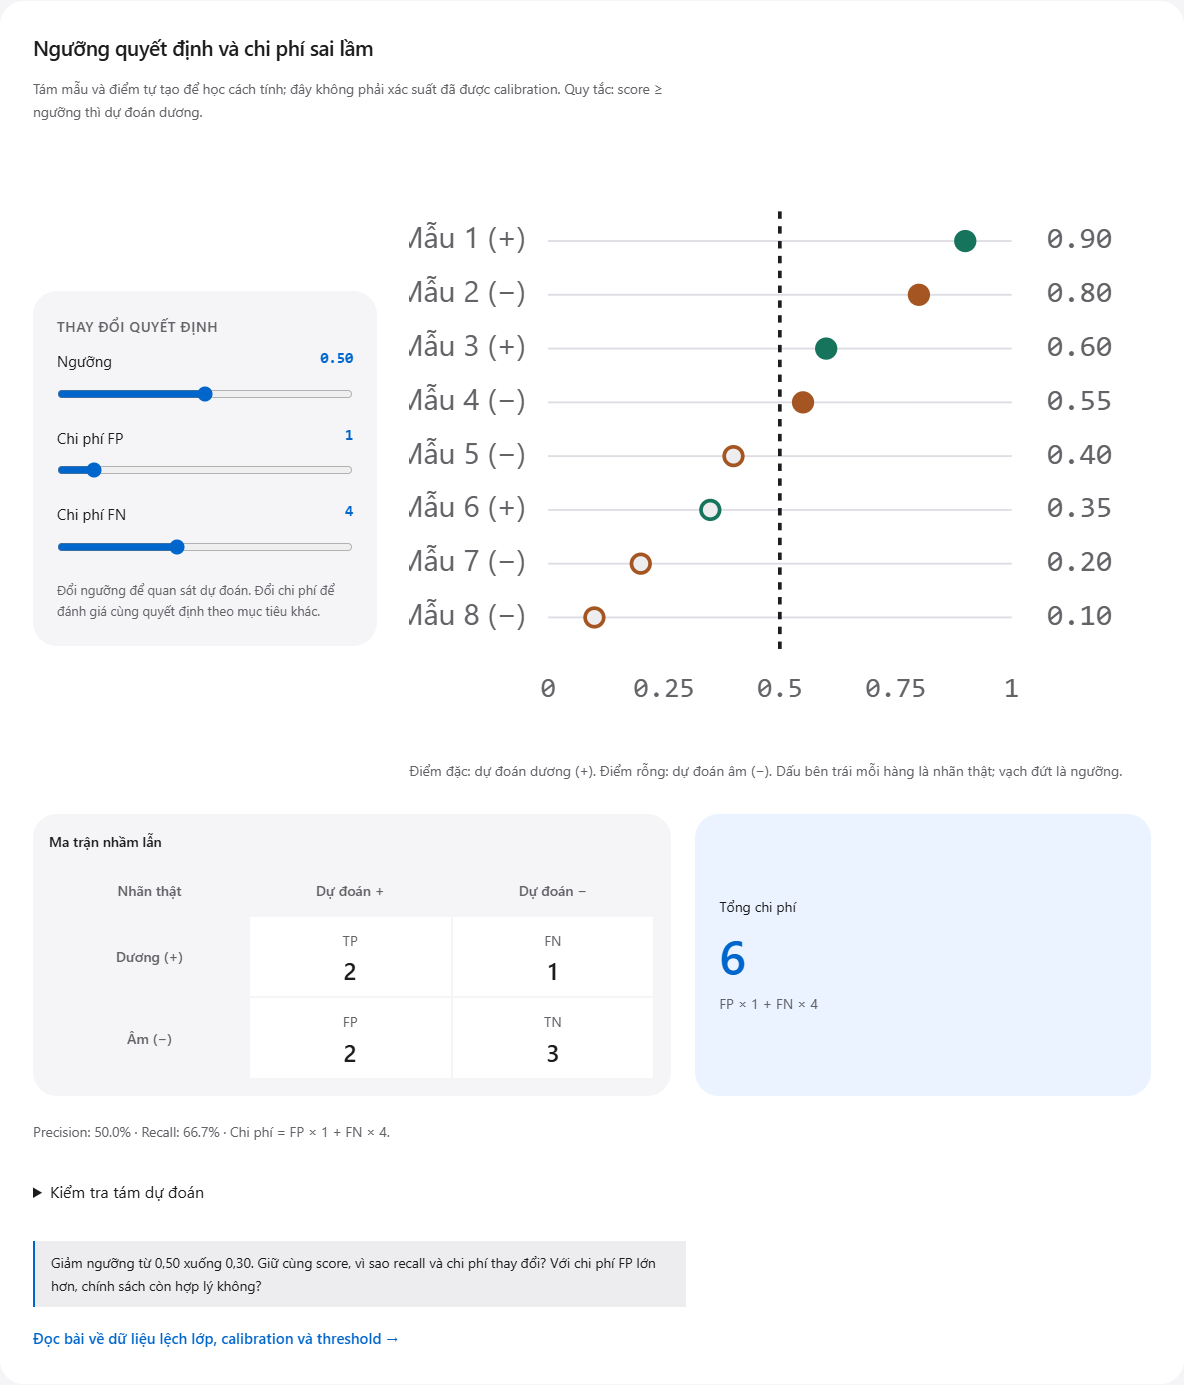 Ngưỡng quyết định và chi phí sai lầm
Tám mẫu và điểm tự tạo để học cách tính; đây không phải xác suất đã được calibration. Quy tắc: score ≥
ngưỡng thì dự đoán dương.
THAY ĐỔI QUYẾT ĐỊNH
Ngưỡng 0.50
Chi phí FP 1
Chi phí FN 4
Đổi ngưỡng để quan sát dự đoán. Đổi chi phí để
đánh giá cùng quyết định theo mục tiêu khác.
Mẫu 1 (+) 0.90
Mẫu 2 (−) 0.80
Mẫu 3 (+) 0.60
Mẫu 4 (−) 0.55
Mẫu 5 (−) 0.40
Mẫu 6 (+) 0.35
Mẫu 7 (−) 0.20
Mẫu 8 (−) 0.10
0 0.25 0.5 0.75 1
Điểm đặc: dự đoán dương (+). Điểm rỗng: dự đoán âm (−). Dấu bên trái mỗi hàng là nhãn thật; vạch đứt là ngưỡng.
Ma trận nhầm lẫn
Nhãn thật Dự đoán + Dự đoán −
Dương (+) TP 2 FN 1
Âm (−) FP 2 TN 3
Tổng chi phí
6
FP × 1 + FN × 4
Precision: 50.0% · Recall: 66.7% · Chi phí = FP × 1 + FN × 4.
▶ Kiểm tra tám dự đoán
Giảm ngưỡng từ 0,50 xuống 0,30. Giữ cùng score, vì sao recall và chi phí thay đổi? Với chi phí FP lớn
hơn, chính sách còn hợp lý không?
Đọc bài về dữ liệu lệch lớp, calibration và threshold →